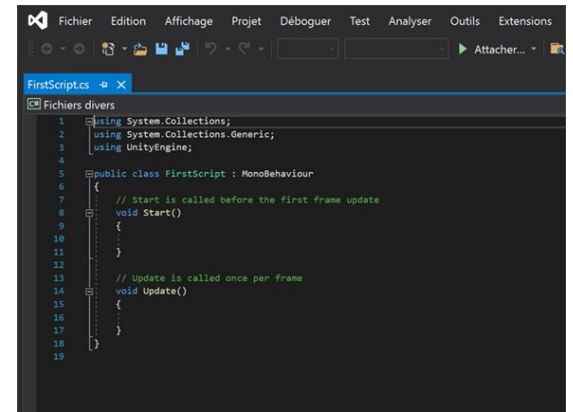 Fichier Edition Affichage Projet Déboguer Test Analyser Outils Extensions
Attacher...
FirstScript.cs
C# Fichiers divers
1 using System.Collections;
2 using System.Collections.Generic;
3 using UnityEngine;
4
5 public class FirstScript : MonoBehaviour
6 {
7 // Start is called before the first frame update
8 void Start()
9 {
10
11 }
12
13 // Update is called once per frame
14 void Update()
15 {
16
17 }
18 }
19